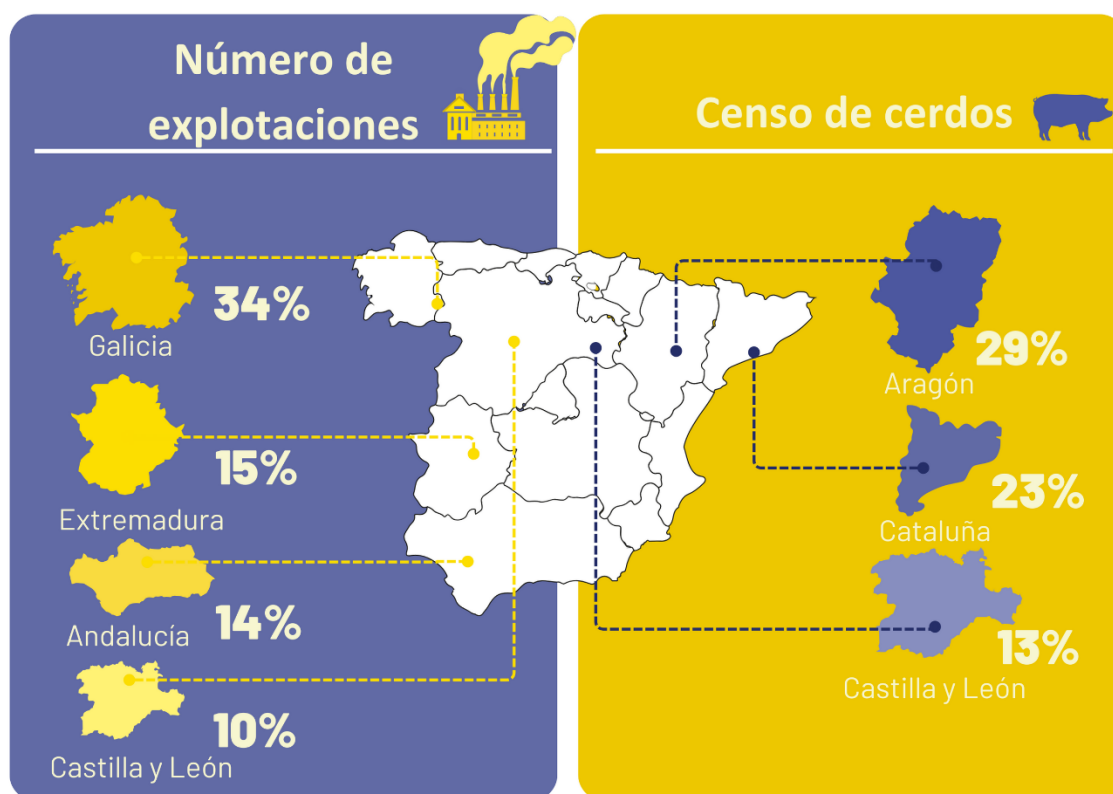 Número de
explotaciones
34%
Galicia
15%
Extremadura
14%
Andalucía
10%
Castilla y León
Censo de cerdos
29%
Aragón
23%
Cataluña
13%
Castilla y León